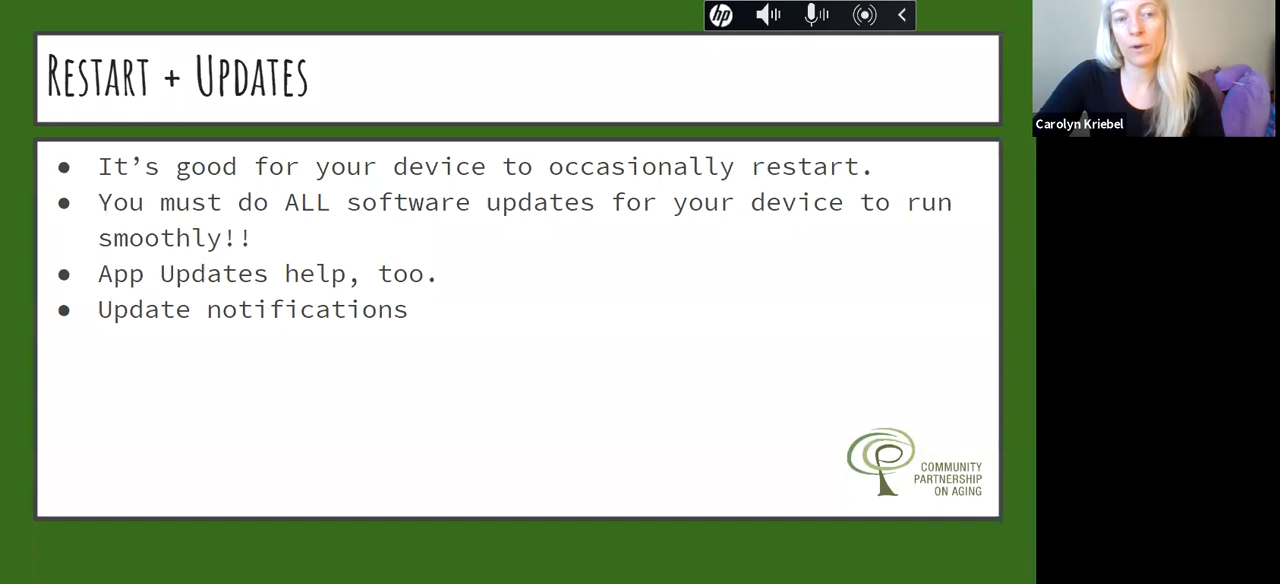 hp
RESTART + UPDATES
Carolyn Kriebel
● It’s good for your device to occasionally restart.
● You must do ALL software updates for your device to run
smoothly!!
● App Updates help, too.
● Update notifications
COMMUNITY
PARTNERSHIP
ON AGING